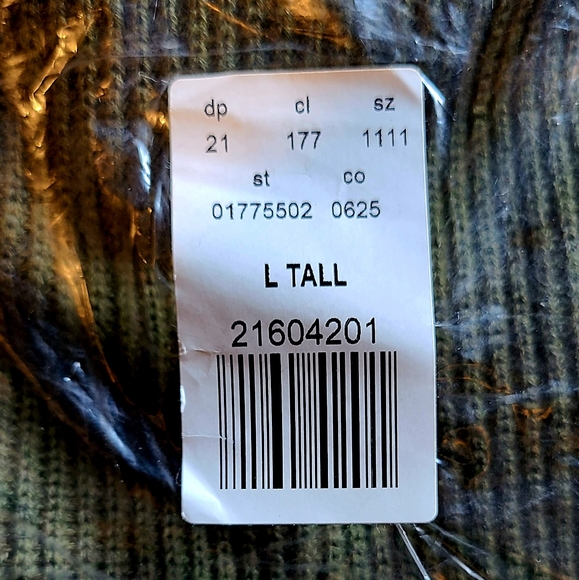 dp cl sz
21 177 1111
st co
01775502 0625
L TALL
21604201